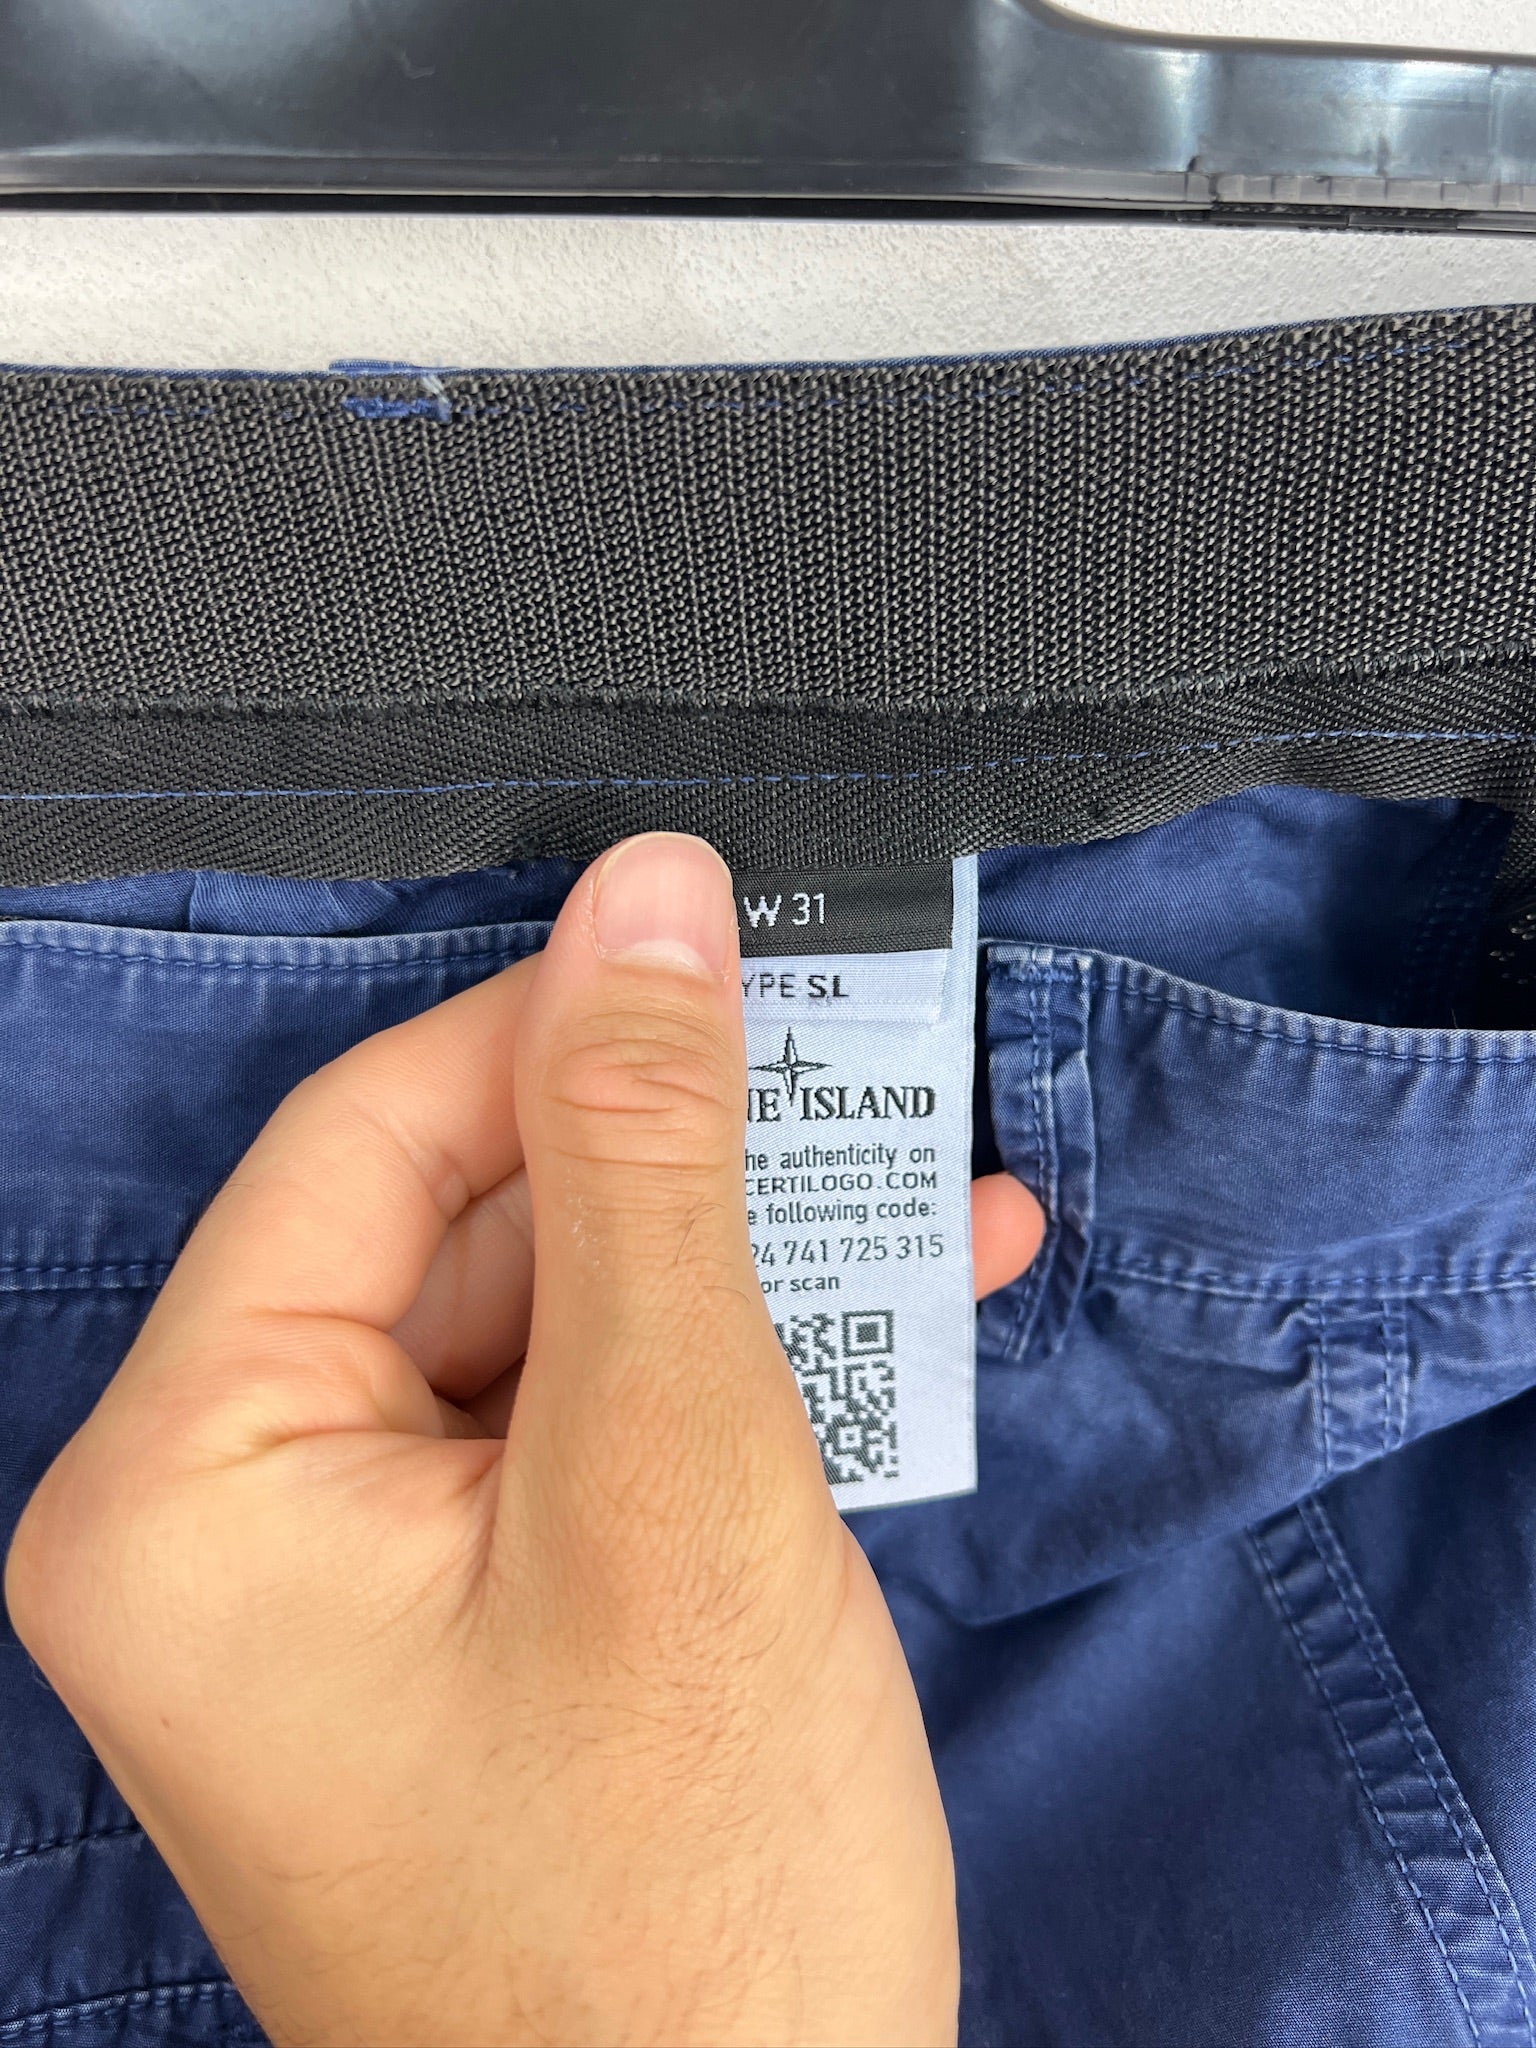 W 31
YPE SL
NE ISLAND
he authenticity on
CERTILOGO.COM
e following code:
24 741 725 315
or scan